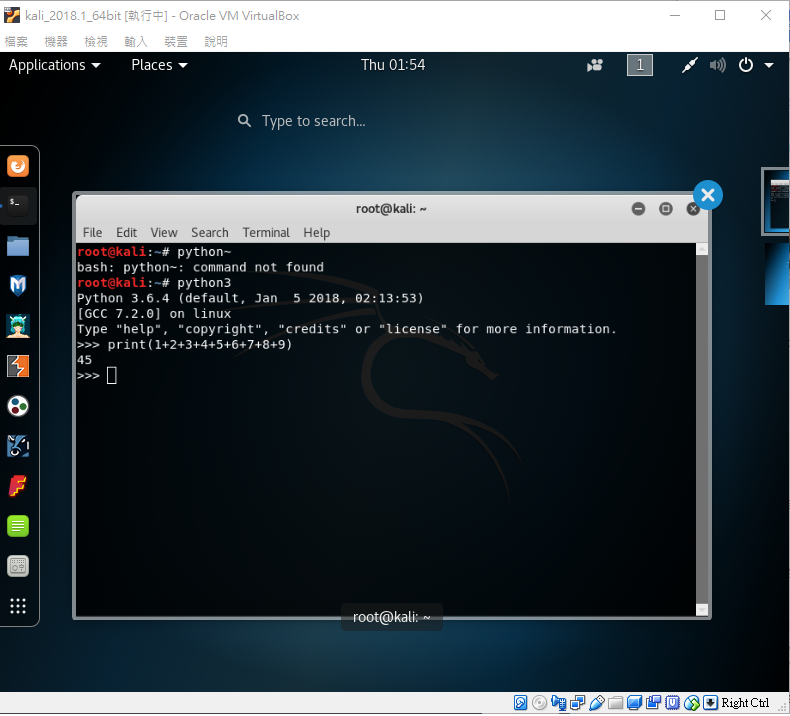 kali_2018.1_64bit [執行中] - Oracle VM VirtualBox
檔案 機器 檢視 輸入 裝置 說明
Applications Places Thu 01:54 1
Type to search...
root@kali: ~
File Edit View Search Terminal Help
root@kali:~# python~
bash: python~: command not found
root@kali:~# python3
Python 3.6.4 (default, Jan  5 2018, 02:13:53)
[GCC 7.2.0] on linux
Type "help", "copyright", "credits" or "license" for more information.
>>> print(1+2+3+4+5+6+7+8+9)
45
>>>
root@kali: ~
Right Ctrl